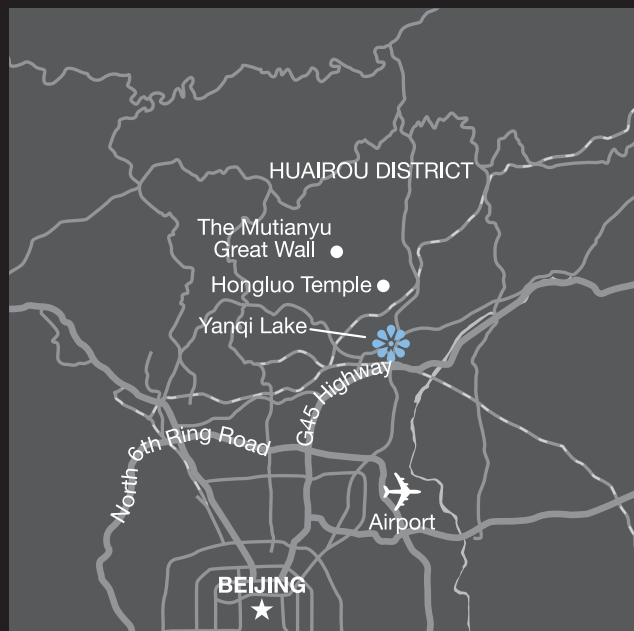 HUAIROU DISTRICT
The Mutianyu
Great Wall
Hongluo Temple
Yanqi Lake
G45 Highway
North 6th Ring Road
Airport
BEIJING